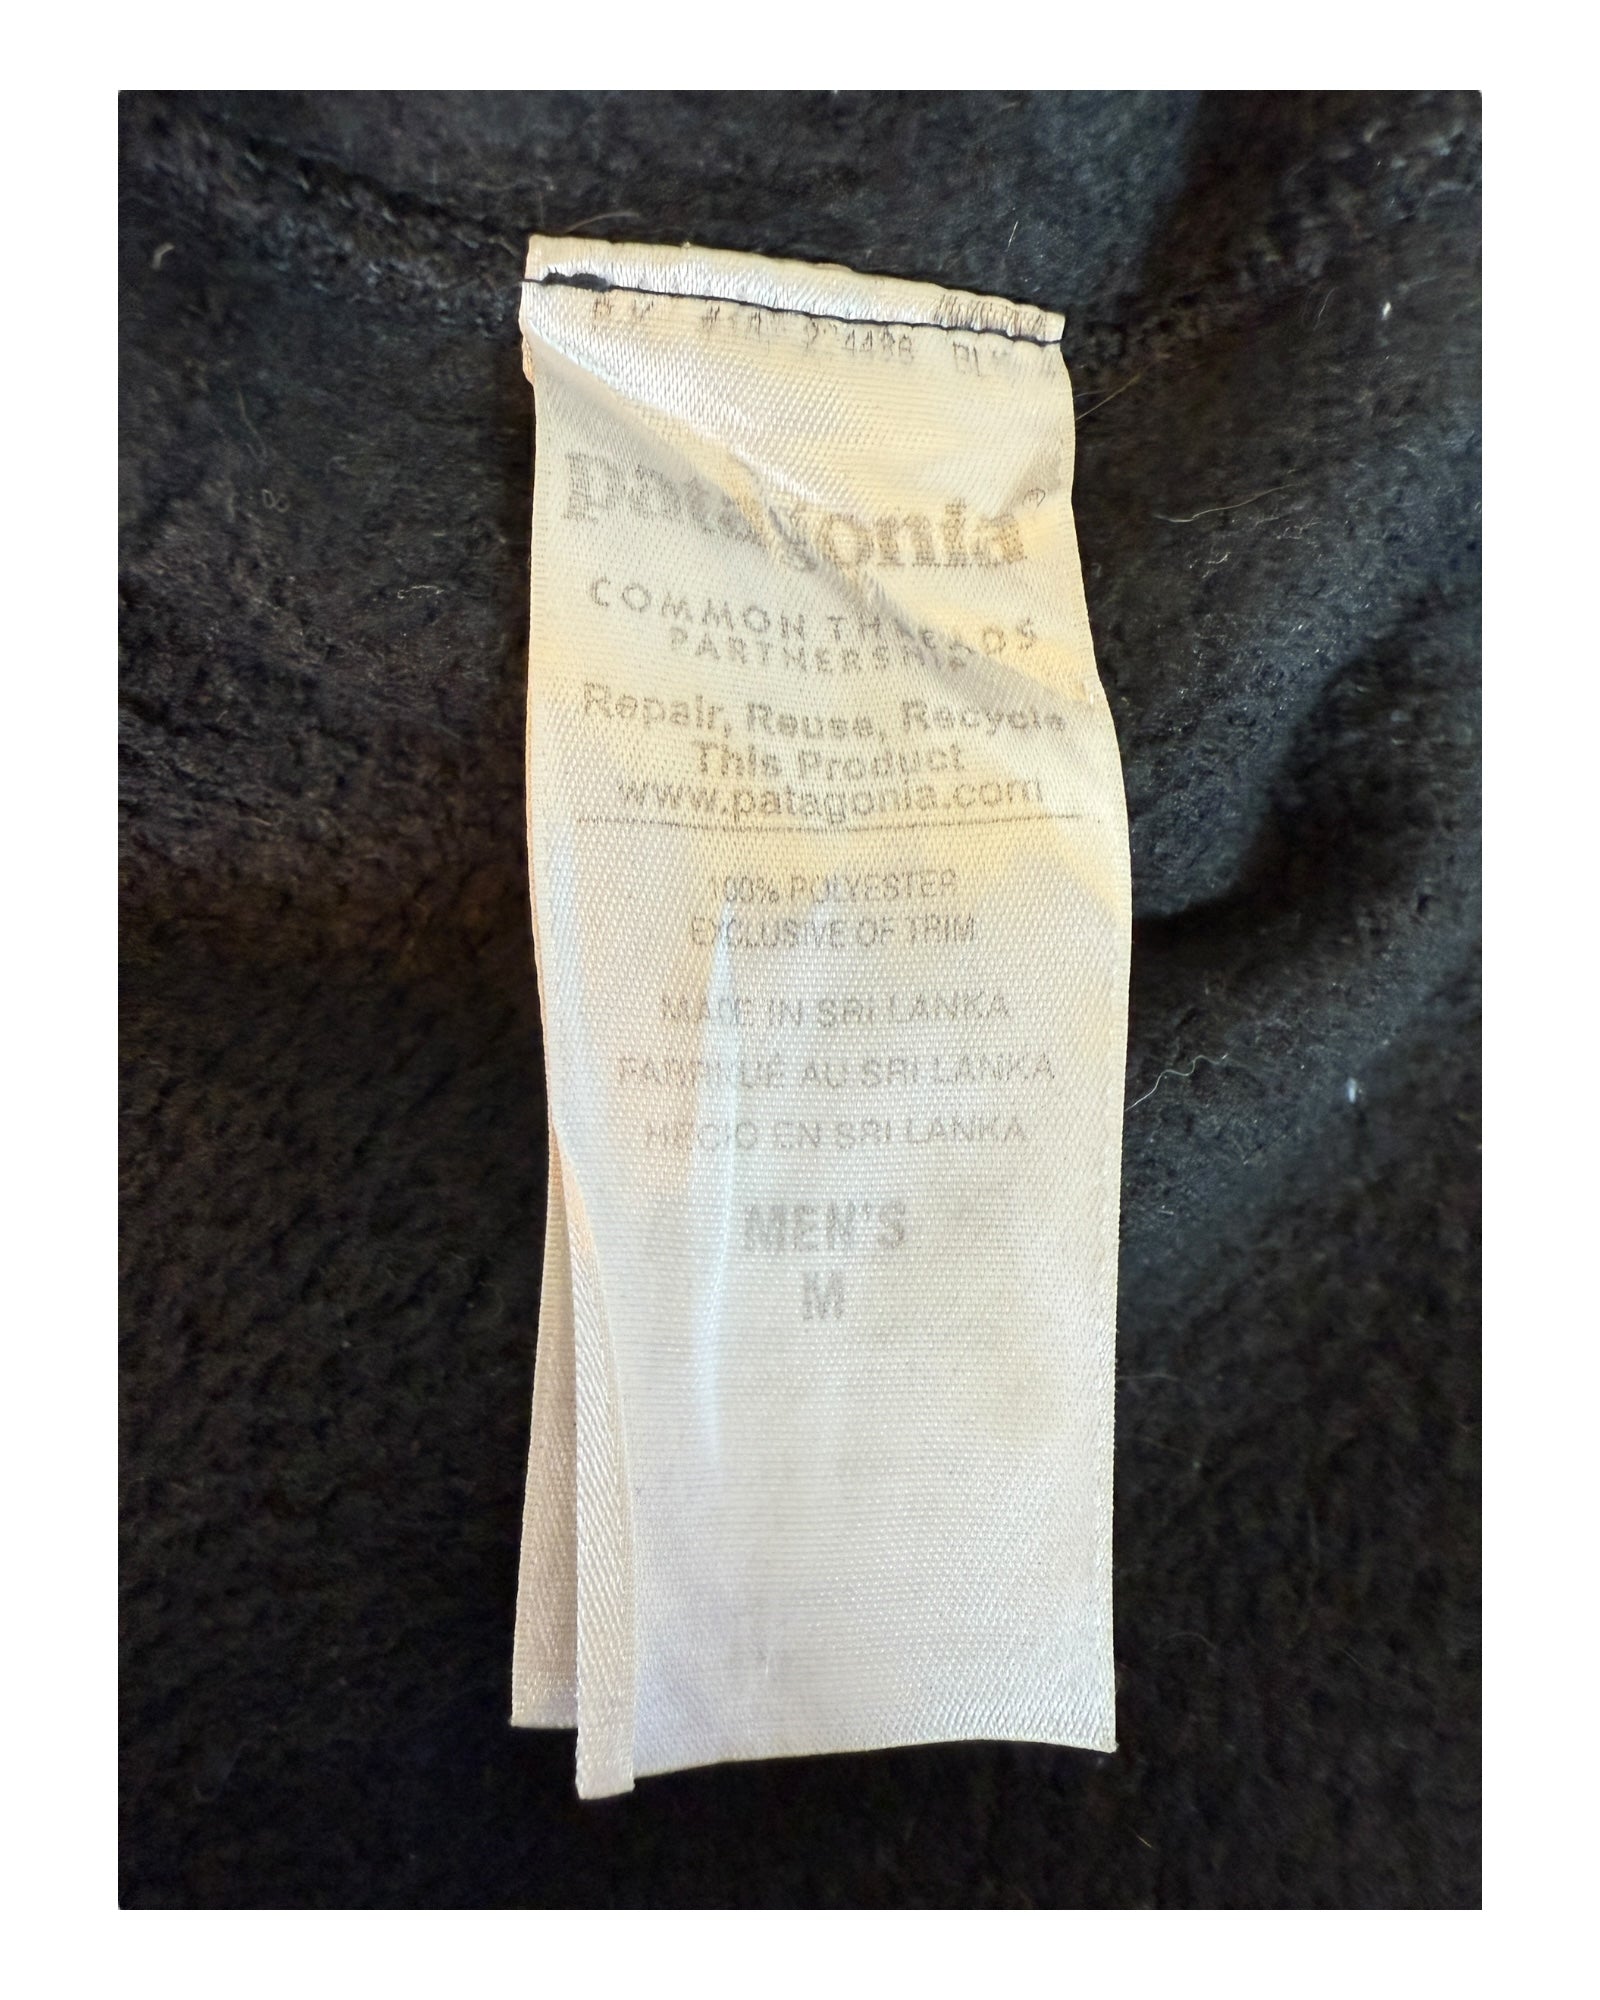 patagonia
COMMON THREADS
PARTNERSHIP
Repair, Reuse, Recycle
This Product
www.patagonia.com
100% POLYESTER
EXCLUSIVE OF TRIM
MADE IN SRI LANKA
FABRIQUÉ AU SRI LANKA
HECHO EN SRI LANKA
MEN'S
M